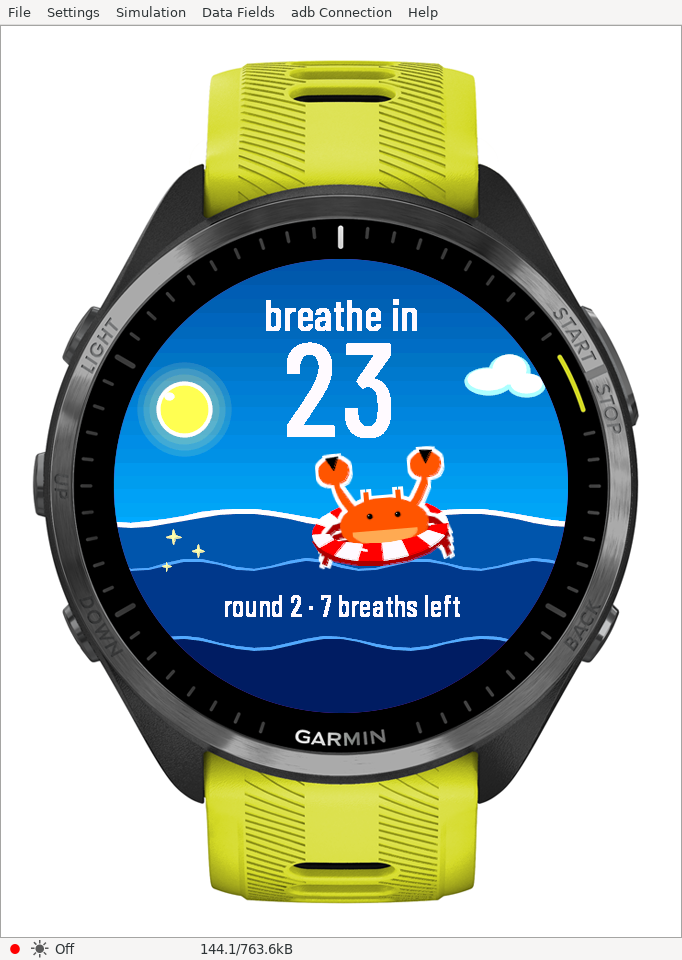 File Settings Simulation Data Fields adb Connection Help
LIGHT
START
STOP
UP
DOWN
BACK
breathe in
23
round 2 · 7 breaths left
GARMIN
Off 144.1/763.6kB